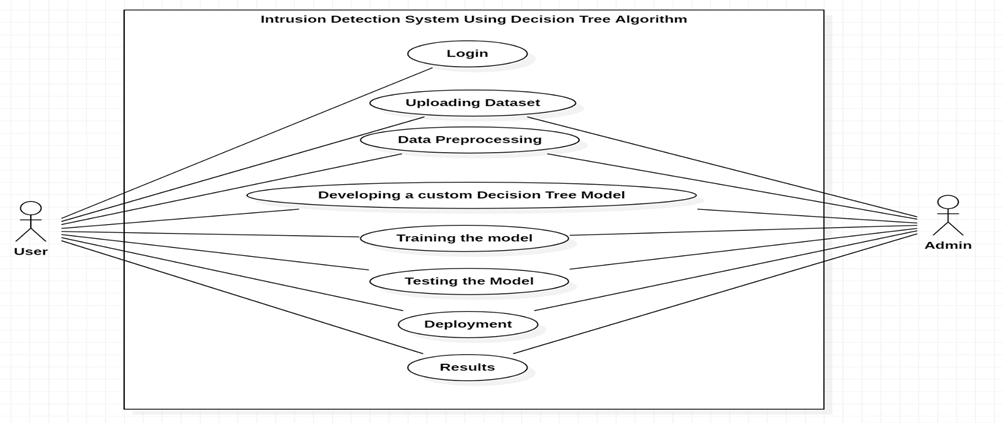 Intrusion Detection System Using Decision Tree Algorithm
Login
Uploading Dataset
Data Preprocessing
Developing a custom Decision Tree Model
Training the model
Testing the Model
Deployment
Results
User
Admin